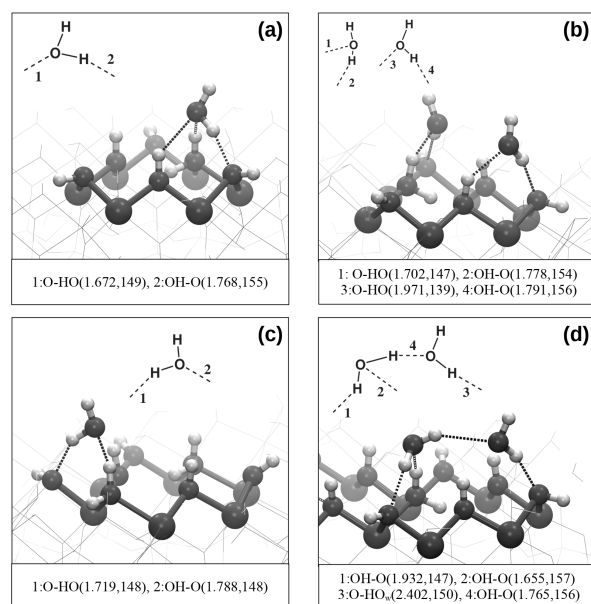 (a)
H
O H 2
1
1:O-HO(1.672,149), 2:OH-O(1.768,155)
(b)
H H
1 O O
H 3 H
2 4
1: O-HO(1.702,147), 2:OH-O(1.778,154)
3:O-HO(1.971,139), 4:OH-O(1.791,156)
(c)
H
H O 2
1
1:O-HO(1.719,148), 2:OH-O(1.788,148)
(d)
H
4
H O
O H
H
1 2 3
1:OH-O(1.932,147), 2:OH-O(1.655,157)
3:O-HOw(2.402,150), 4:OH-O(1.765,156)